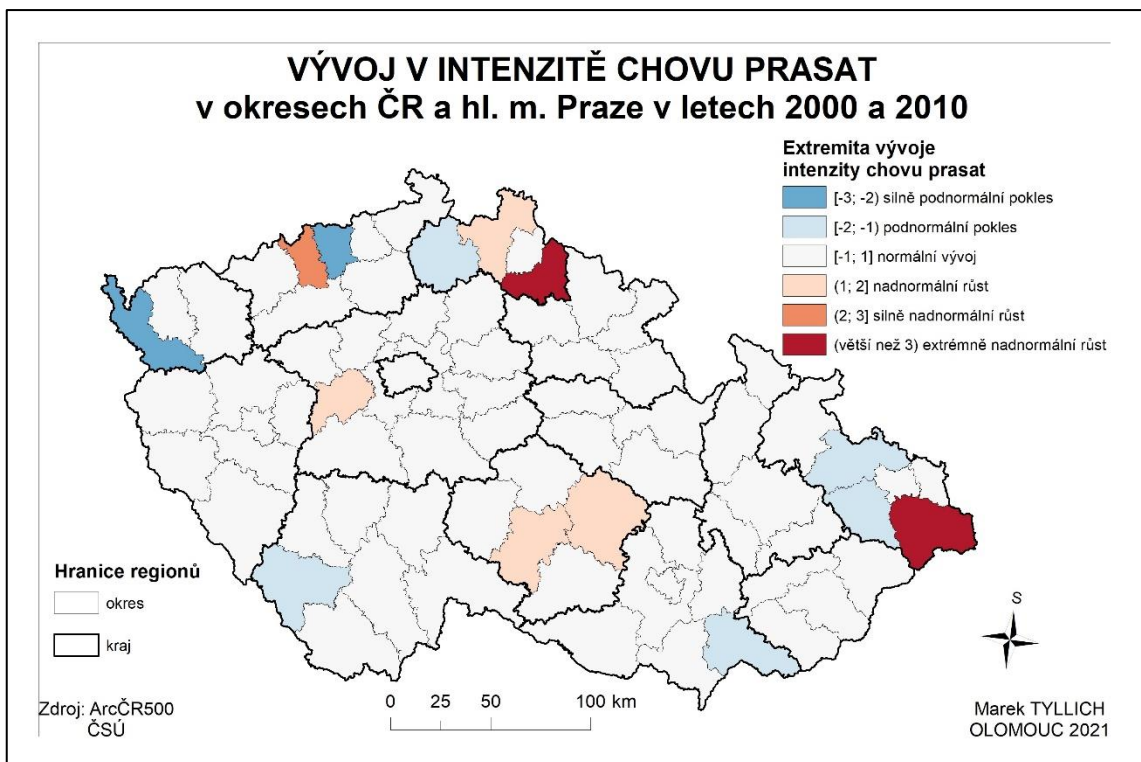 VÝVOJ V INTENZITĚ CHOVU PRASAT
v okresech ČR a hl. m. Praze v letech 2000 a 2010
Extremita vývoje
intenzity chovu prasat
[-3; -2) silně podnormální pokles
[-2; -1) podnormální pokles
[-1; 1] normální vývoj
(1; 2] nadnormální růst
(2; 3] silně nadnormální růst
(větší než 3) extrémně nadnormální růst
Hranice regionů
okres
kraj
S
0 25 50 100 km
Zdroj: ArcČR500
ČSÚ
Marek TYLLICH
OLOMOUC 2021